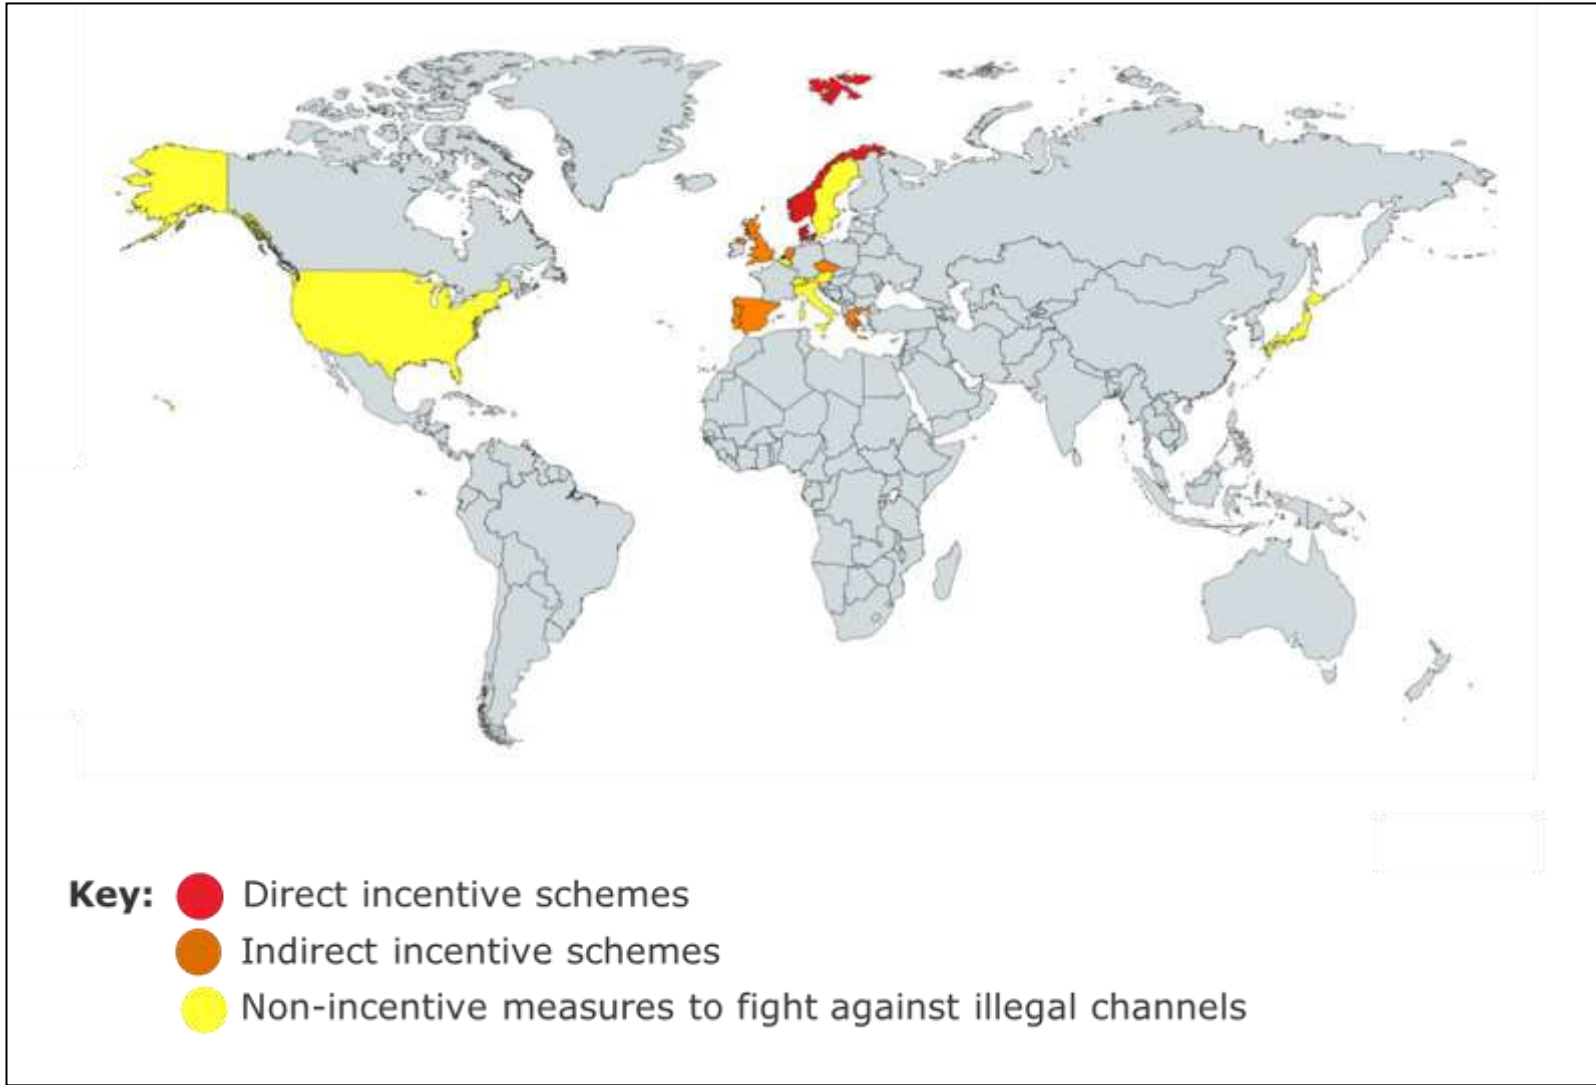 Key: Direct incentive schemes
Indirect incentive schemes
Non-incentive measures to fight against illegal channels